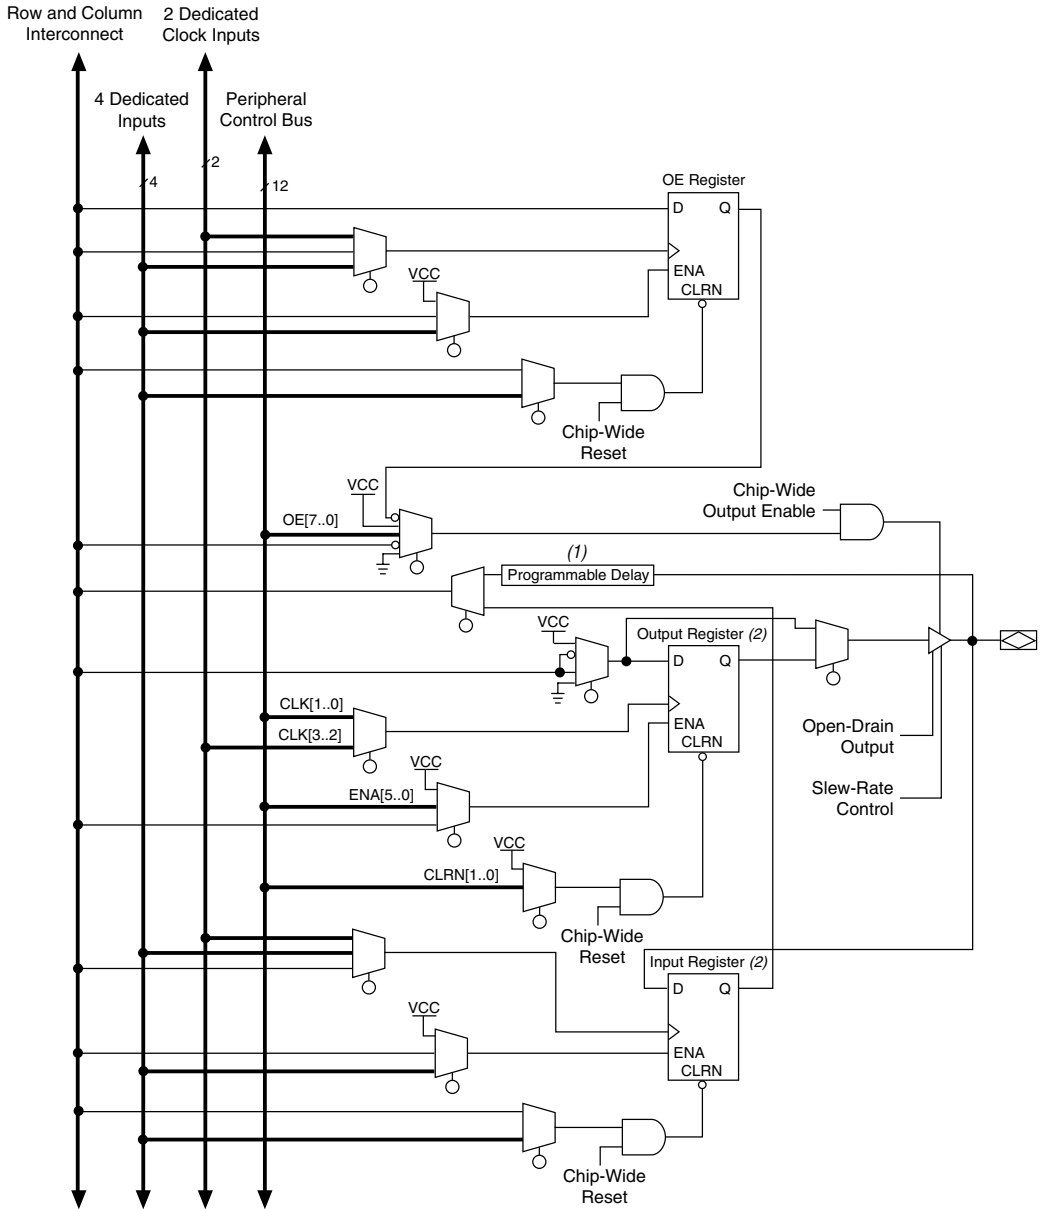 Row and Column
Interconnect
2 Dedicated
Clock Inputs
4 Dedicated
Inputs
Peripheral
Control Bus
2
4
12
OE Register
D Q
ENA
CLRN
VCC
Chip-Wide
Reset
VCC
OE[7..0]
Chip-Wide
Output Enable
(1)
Programmable Delay
VCC
Output Register (2)
D Q
ENA
CLRN
CLK[1..0]
CLK[3..2]
Open-Drain
Output
VCC
ENA[5..0]
Slew-Rate
Control
VCC
CLRN[1..0]
Chip-Wide
Reset
Input Register (2)
D Q
ENA
CLRN
VCC
Chip-Wide
Reset